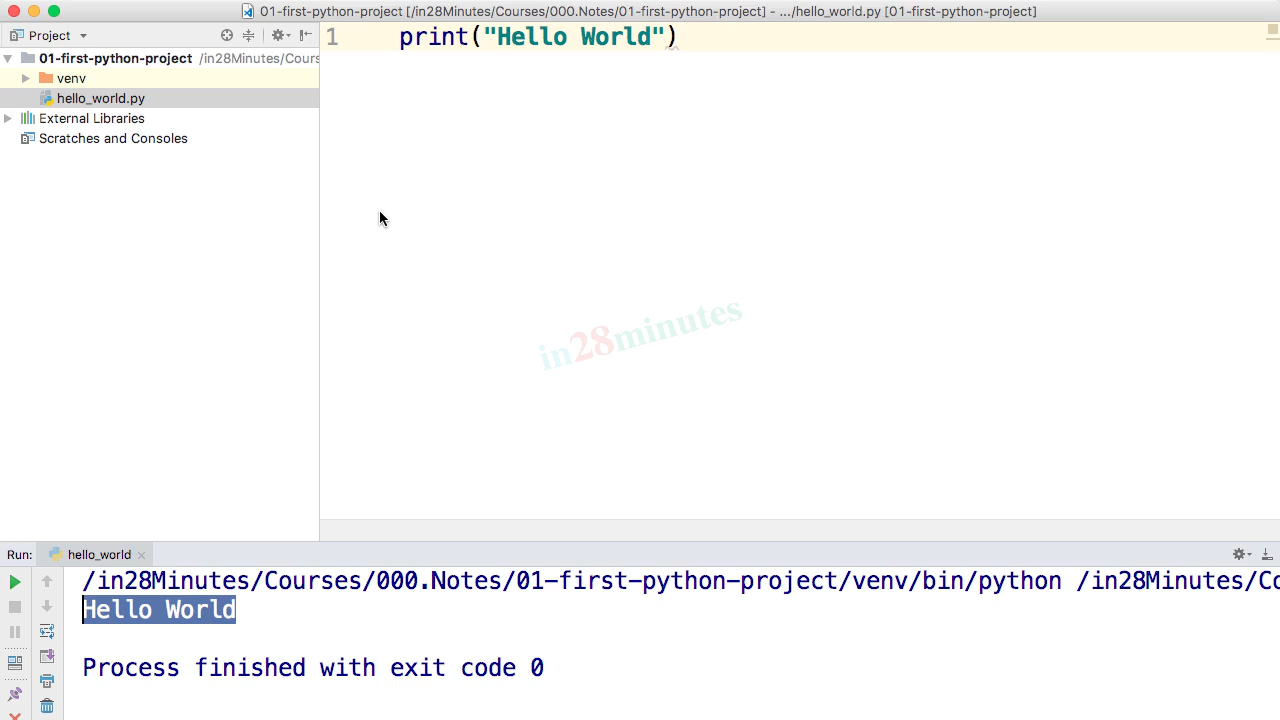 01-first-python-project [/in28Minutes/Courses/000.Notes/01-first-python-project] - .../hello_world.py [01-first-python-project]
Project
01-first-python-project /in28Minutes/Cours
venv
hello_world.py
External Libraries
Scratches and Consoles
1 print("Hello World")
in28minutes
Run: hello_world
/in28Minutes/Courses/000.Notes/01-first-python-project/venv/bin/python /in28Minutes/Co
Hello World
Process finished with exit code 0